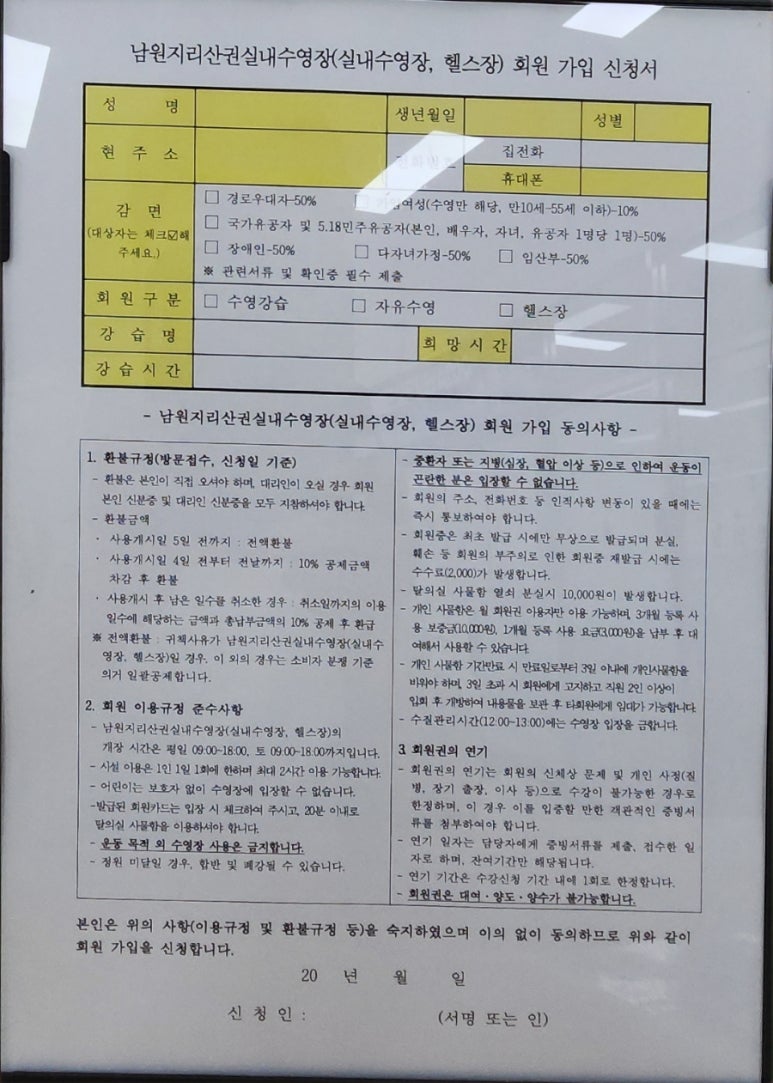 남원지리산권실내수영장(실내수영장, 헬스장) 회원 가입 신청서
성 명
생년월일
성별
현 주 소
집전화
휴대폰
감 면
(대상자는 체크☑해
주세요.)
□ 경로우대자-50%
가임여성(수영만 해당, 만10세-55세 이하)-10%
□ 국가유공자 및 5.18민주유공자(본인, 배우자, 자녀, 유공자 1명당 1명)-50%
□ 장애인-50% □ 다자녀가정-50% □ 임산부-50%
※ 관련서류 및 확인증 필수 제출
회 원 구 분
□ 수영강습 □ 자유수영 □ 헬스장
강 습 명
희 망 시 간
강 습 시 간
- 남원지리산권실내수영장(실내수영장, 헬스장) 회원 가입 동의사항 -
1. 환불규정(방문접수, 신청일 기준)
- 환불은 본인이 직접 오셔야 하며, 대리인이 오실 경우 회원
본인 신분증 및 대리인 신분증을 모두 지참하셔야 합니다.
- 환불금액
· 사용개시일 5일 전까지 : 전액환불
· 사용개시일 4일 전부터 전날까지 : 10% 공제금액
차감 후 환불
· 사용개시 후 남은 일수를 취소한 경우 : 취소일까지의 이용
일수에 해당하는 금액과 총납부금액의 10% 공제 후 환급
※ 전액환불 : 귀책사유가 남원지리산권실내수영장(실내수
영장, 헬스장)일 경우. 이 외의 경우는 소비자 분쟁 기준
의거 일괄공제합니다.
2. 회원 이용규정 준수사항
- 남원지리산권실내수영장(실내수영장, 헬스장)의
개장 시간은 평일 09:00~18:00, 토 09:00~18:00까지입니다.
- 시설 이용은 1인 1일 1회에 한하며 최대 2시간 이용 가능합니다.
- 어린이는 보호자 없이 수영장에 입장할 수 없습니다.
-발급된 회원카드는 입장 시 체크하여 주시고, 20분 이내로
탈의실 사물함을 이용하셔야 합니다.
- 운동 목적 외 수영장 사용은 금지합니다.
- 정원 미달일 경우, 합반 및 폐강될 수 있습니다.
- 중환자 또는 지병(심장, 혈압 이상 등)으로 인하여 운동이
곤란한 분은 입장할 수 없습니다.
- 회원의 주소, 전화번호 등 인적사항 변동이 있을 때에는
즉시 통보하여야 합니다.
- 회원증은 최초 발급 시에만 무상으로 발급되며 분실,
훼손 등 회원의 부주의로 인한 회원증 재발급 시에는
수수료(2,000)가 발생합니다.
- 탈의실 사물함 열쇠 분실시 10,000원이 발생합니다.
- 개인 사물함은 월 회원권 이용자만 이용 가능하며, 3개월 등록 사
용 보증금(10,000원), 1개월 등록 사용 요금(3,000원)을 납부 후 대
여해서 사용할 수 있습니다.
- 개인 사물함 기간만료 시 만료일로부터 3일 이내에 개인사물함을
비워야 하며, 3일 초과 시 회원에게 고지하고 직원 2인 이상이
입회 후 개방하여 내용물을 보관 후 타회원에게 임대가 가능합니다.
- 수질관리시간(12:00~13:00)에는 수영장 입장을 금합니다.
3. 회원권의 연기
- 회원권의 연기는 회원의 신체상 문제 및 개인 사정(질
병, 장기 출장, 이사 등)으로 수강이 불가능한 경우로
한정하며, 이 경우 이를 입증할 만한 객관적인 증빙서
류를 첨부하여야 합니다.
- 연기 일자는 담당자에게 증빙서류를 제출, 접수한 일
자로 하며, 잔여기간만 해당됩니다.
- 연기 기간은 수강신청 기간 내에 1회로 한정합니다.
- 회원권은 대여·양도·양수가 불가능합니다.
본인은 위의 사항(이용규정 및 환불규정 등)을 숙지하였으며 이의 없이 동의하므로 위와 같이
회원 가입을 신청합니다.
20 년 월 일
신 청 인 : (서명 또는 인)